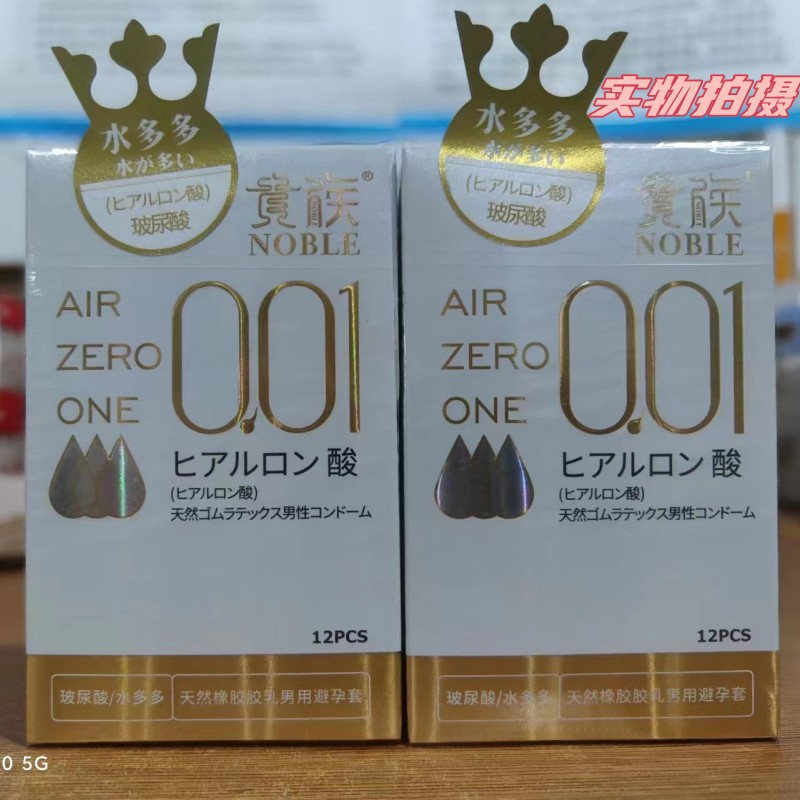 实物拍摄
水多多
水が多い
(ヒアルロン酸)
玻尿酸
貴族®
NOBLE
AIR
ZERO
ONE
0.01
ヒアルロン酸
(ヒアルロン酸)
天然ゴムラテックス男性コンドーム
12PCS
玻尿酸/水多多 天然橡胶胶乳男用避孕套
水多多
水が多い
(ヒアルロン酸)
玻尿酸
貴族
NOBLE
AIR
ZERO
ONE
0.01
ヒアルロン酸
(ヒアルロン酸)
天然ゴムラテックス男性コンドーム
12PCS
玻尿酸/水多多 天然橡胶胶乳男用避孕套
0 5G